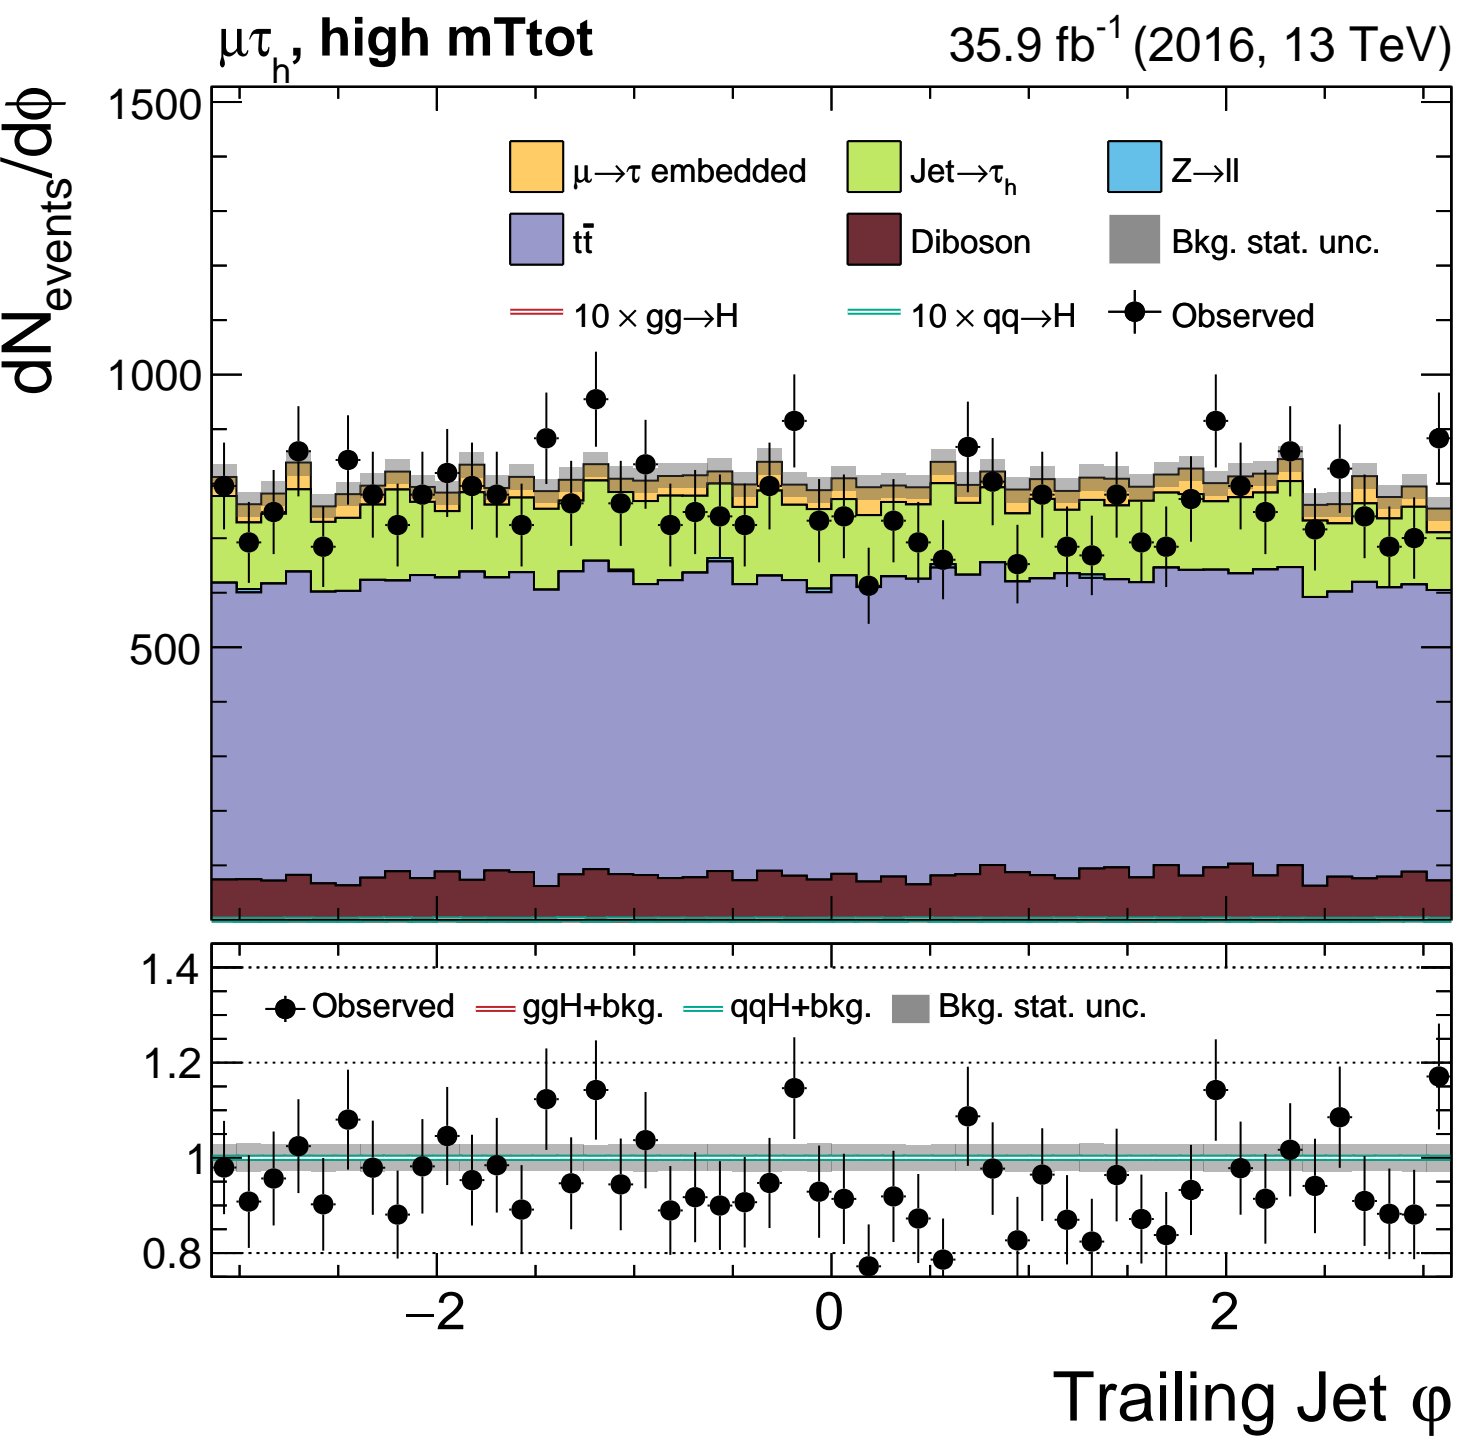 μτh, high mTtot 35.9 fb⁻¹ (2016, 13 TeV)
dNevents/dϕ
1500
1000
500
μ→τ embedded Jet→τh Z→ll
tt̄ Diboson Bkg. stat. unc.
10 × gg→H 10 × qq→H Observed
1.4
1.2
1
0.8
Observed ggH+bkg. qqH+bkg. Bkg. stat. unc.
−2 0 2
Trailing Jet φ